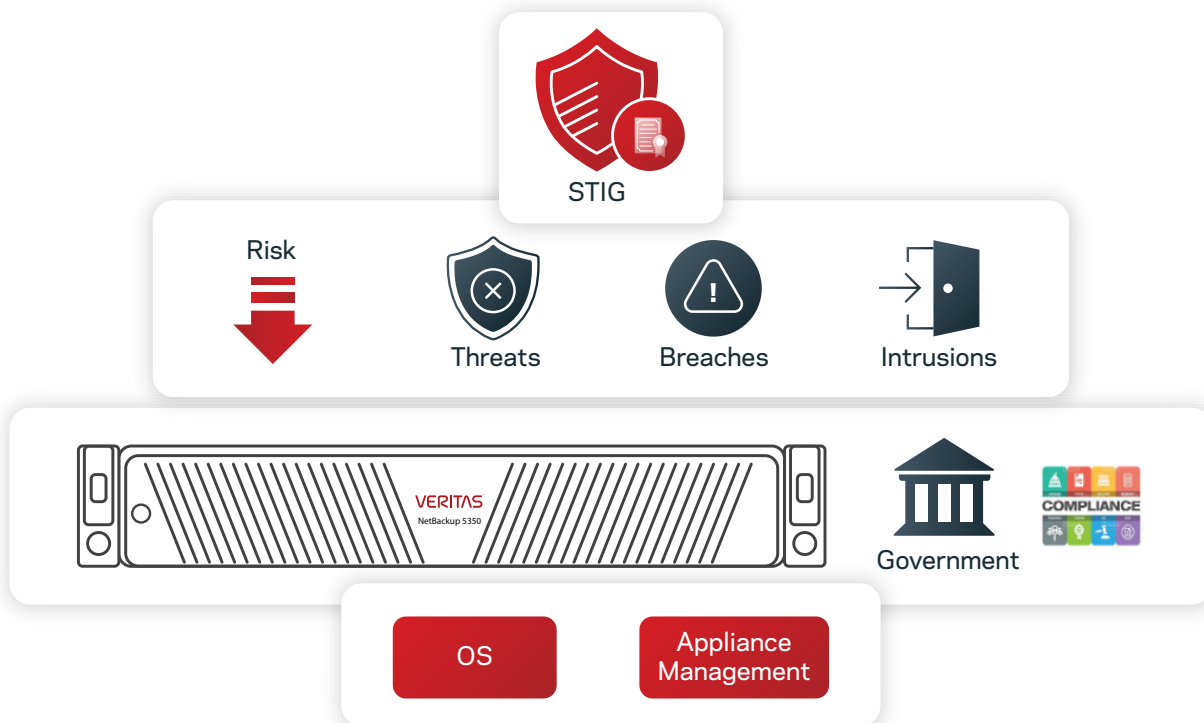 STIG
Risk
Threats
Breaches
Intrusions
VERITAS
NetBackup 5350
Government
COMPLIANCE
OS
Appliance
Management